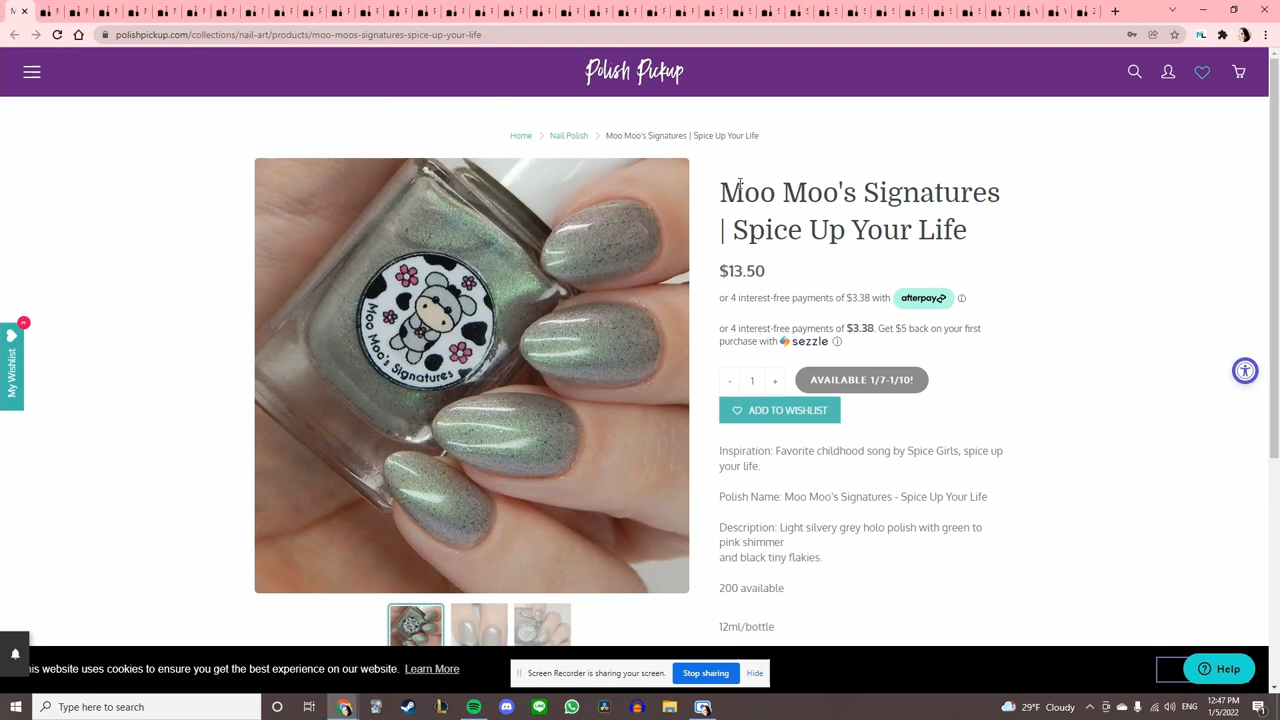 polishpickup.com/collections/nail-art/products/moo-moos-signatures-spice-up-your-life
Polish Pickup
Home > Nail Polish > Moo Moo's Signatures | Spice Up Your Life
Moo Moo's Signatures
| Spice Up Your Life
$13.50
or 4 interest-free payments of $3.38 with afterpay
or 4 interest-free payments of $3.38. Get $5 back on your first
purchase with sezzle
- 1 + AVAILABLE 1/7-1/10!
ADD TO WISHLIST
Inspiration: Favorite childhood song by Spice Girls, spice up
your life.
Polish Name: Moo Moo's Signatures - Spice Up Your Life
Description: Light silvery grey holo polish with green to
pink shimmer
and black tiny flakies.
200 available
12ml/bottle
Moo Moo's Signatures
My Wishlist
his website uses cookies to ensure you get the best experience on our website. Learn More
Screen Recorder is sharing your screen. Stop sharing Hide
Help
Type here to search
29°F Cloudy
12:47 PM
1/5/2022